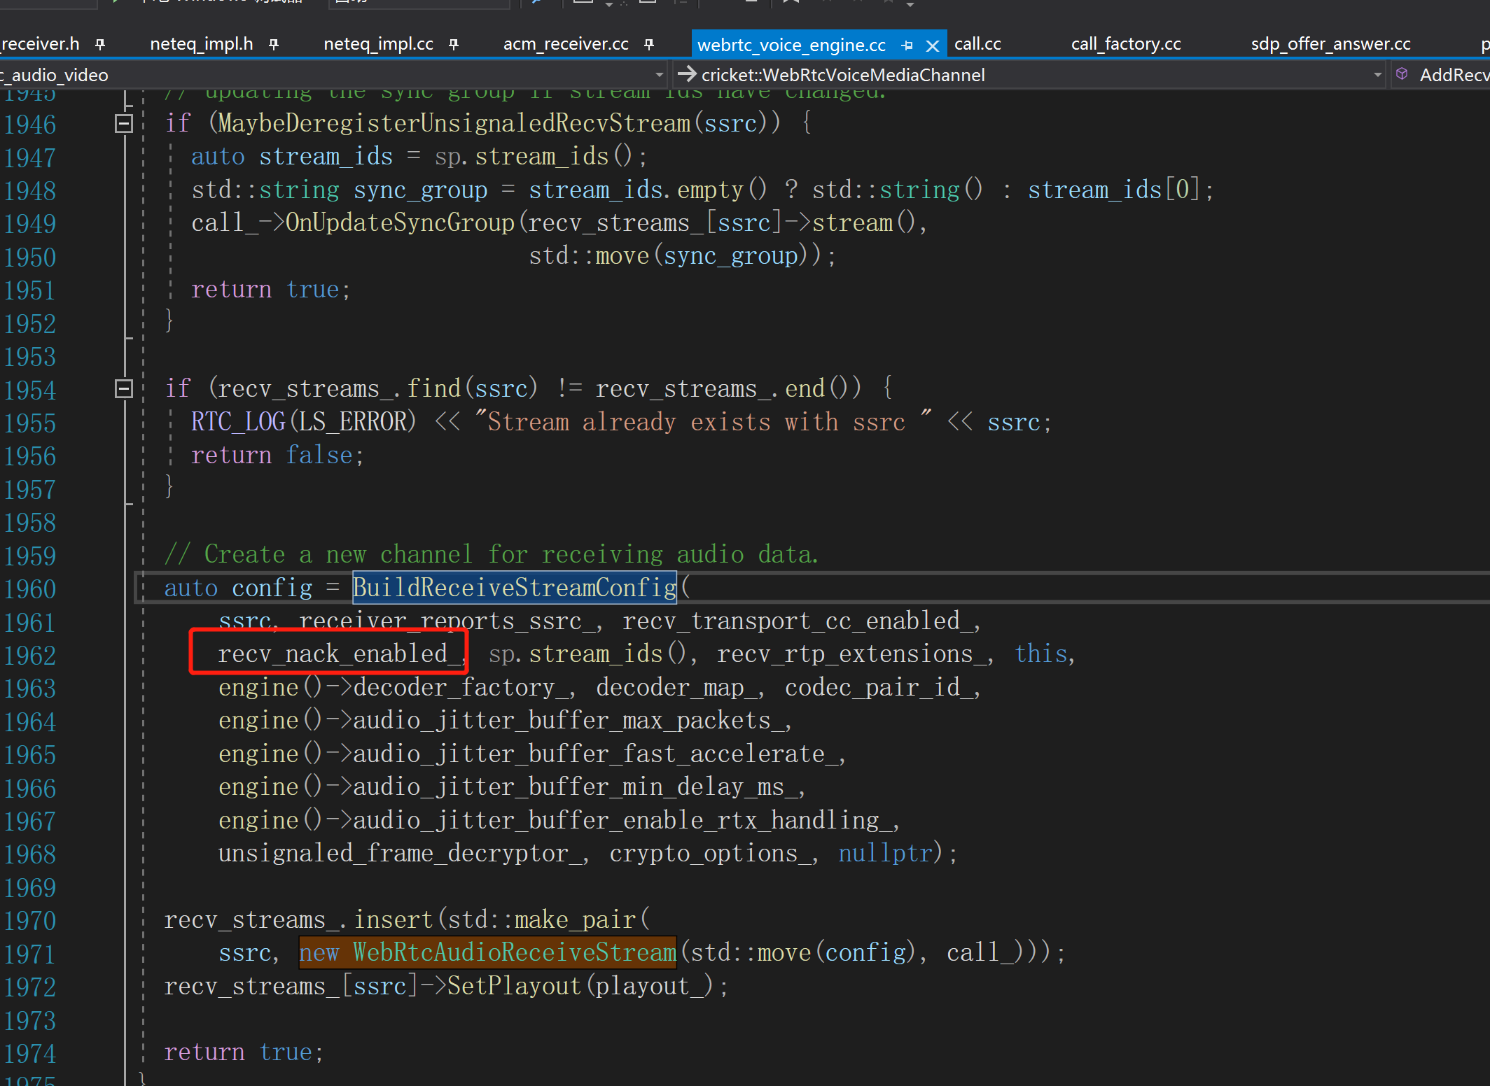 _receiver.h neteq_impl.h neteq_impl.cc acm_receiver.cc webrtc_voice_engine.cc call.cc call_factory.cc sdp_offer_answer.cc
c_audio_video cricket::WebRtcVoiceMediaChannel AddRecv
1945 // updating the sync group if stream ids have changed.
1946 if (MaybeDeregisterUnsignaledRecvStream(ssrc)) {
1947 auto stream_ids = sp.stream_ids();
1948 std::string sync_group = stream_ids.empty() ? std::string() : stream_ids[0];
1949 call_->OnUpdateSyncGroup(recv_streams_[ssrc]->stream(),
1950 std::move(sync_group));
1951 return true;
1952 }
1953
1954 if (recv_streams_.find(ssrc) != recv_streams_.end()) {
1955 RTC_LOG(LS_ERROR) << "Stream already exists with ssrc " << ssrc;
1956 return false;
1957 }
1958
1959 // Create a new channel for receiving audio data.
1960 auto config = BuildReceiveStreamConfig(
1961 ssrc, receiver_reports_ssrc_, recv_transport_cc_enabled_,
1962 recv_nack_enabled_, sp.stream_ids(), recv_rtp_extensions_, this,
1963 engine()->decoder_factory_, decoder_map_, codec_pair_id_,
1964 engine()->audio_jitter_buffer_max_packets_,
1965 engine()->audio_jitter_buffer_fast_accelerate_,
1966 engine()->audio_jitter_buffer_min_delay_ms_,
1967 engine()->audio_jitter_buffer_enable_rtx_handling_,
1968 unsignaled_frame_decryptor_, crypto_options_, nullptr);
1969
1970 recv_streams_.insert(std::make_pair(
1971 ssrc, new WebRtcAudioReceiveStream(std::move(config), call_)));
1972 recv_streams_[ssrc]->SetPlayout(playout_);
1973
1974 return true;
1975 }